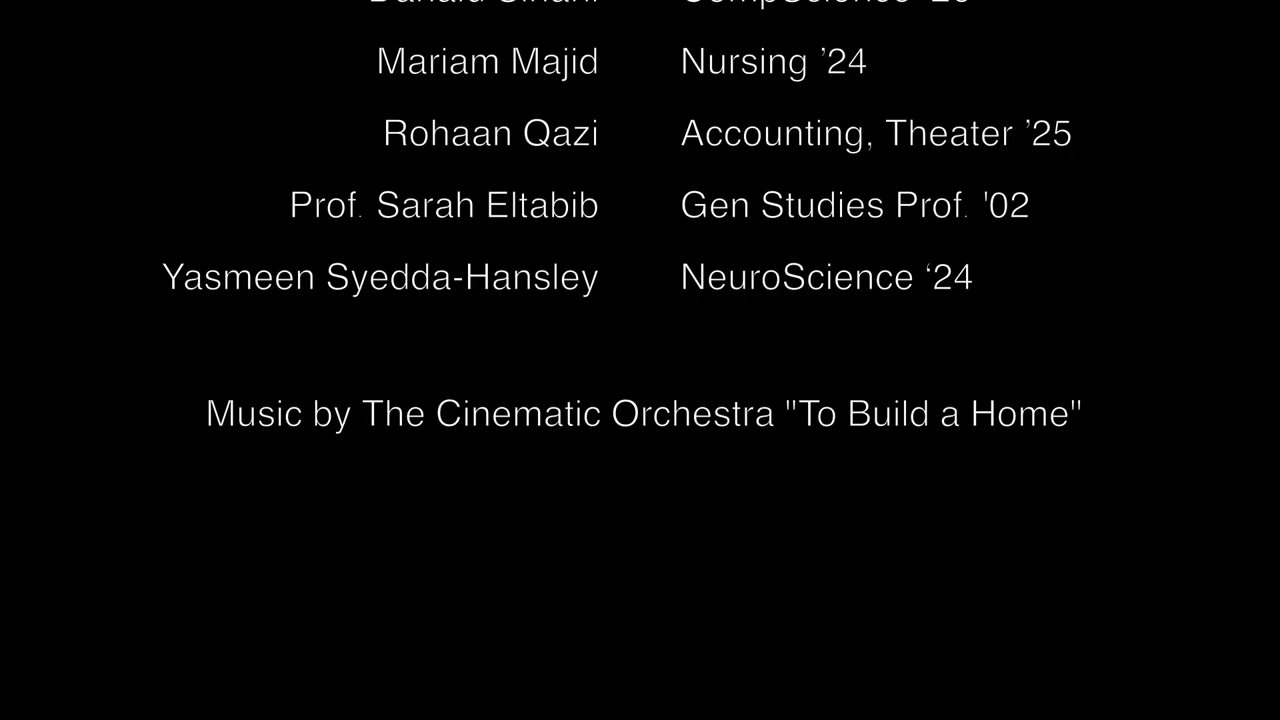 Mariam Majid Nursing ’24
Rohaan Qazi Accounting, Theater ’25
Prof. Sarah Eltabib Gen Studies Prof. '02
Yasmeen Syedda-Hansley NeuroScience ‘24
Music by The Cinematic Orchestra "To Build a Home"